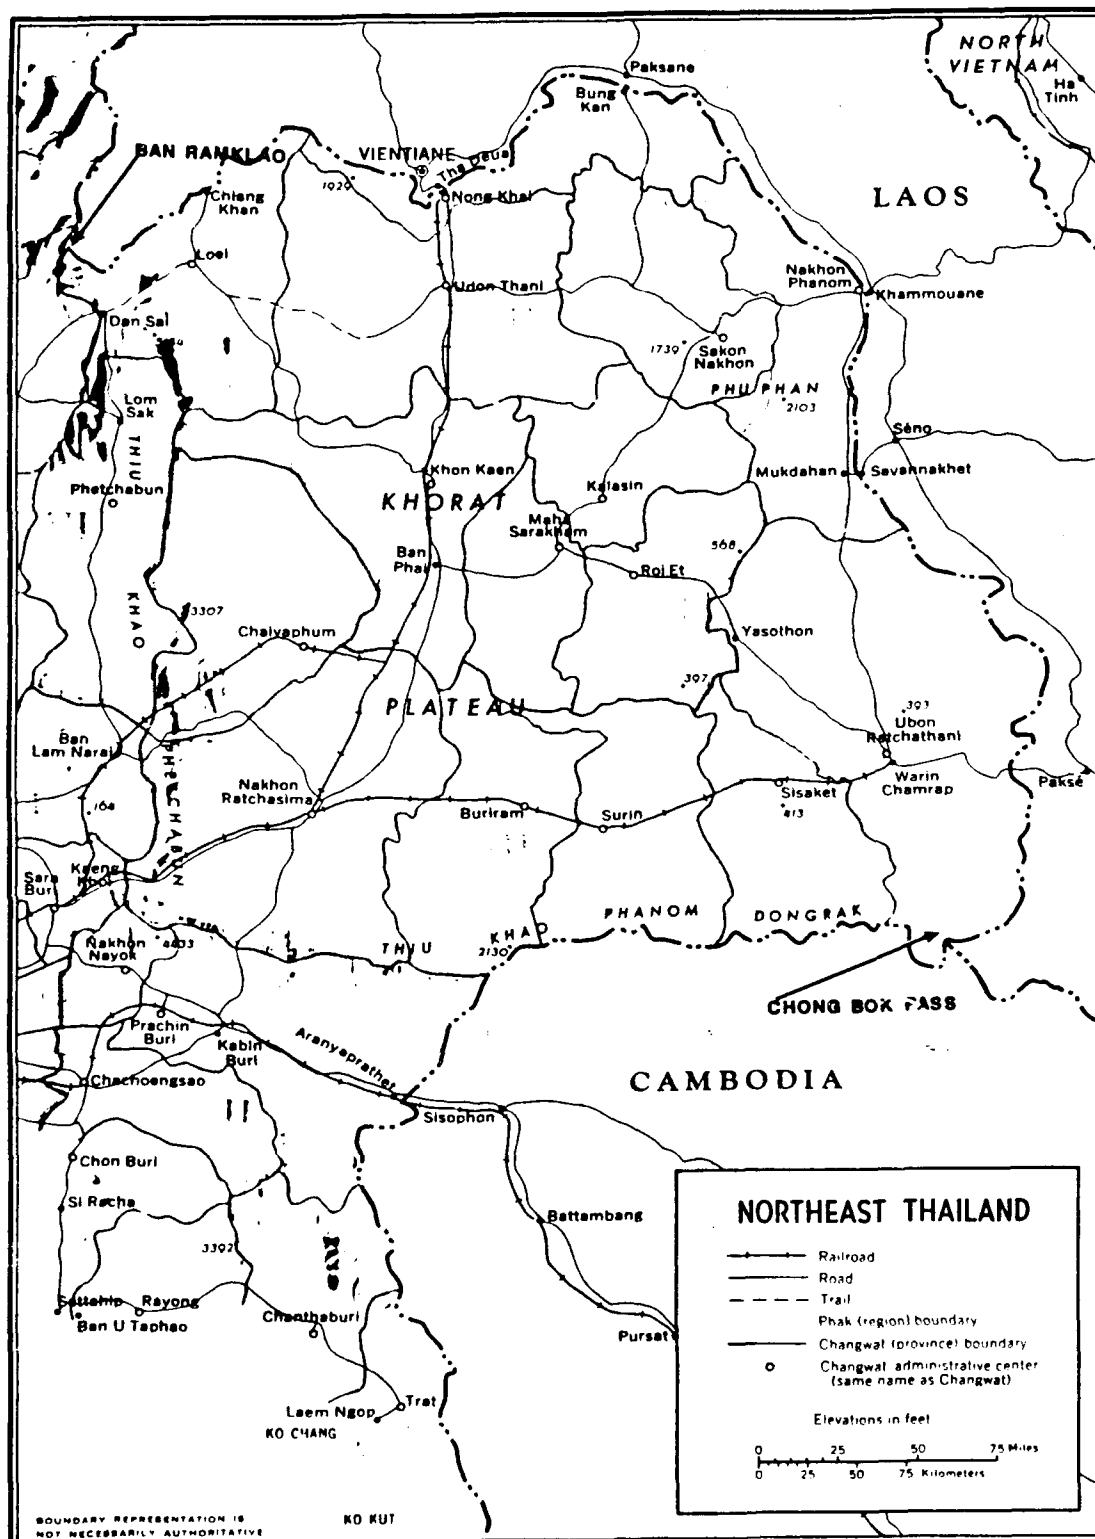 NORTH
VIETNAM
Paksane
Bung
Kan
Ha
Tinh
BAN RAMKLAO
VIENTIANE
Tha Deua
1929
Nong Khai
LAOS
Chiang
Khan
Loei
Udon Thani
Nakhon
Phanom
Khammouane
Dan Sai
1739
Sakon
Nakhon
PHU PHAN
2103
Lom
Sak
THIU
Séno
Khon Kaen
Mukdahan
Savannakhet
Phetchabun
KHORAT
Kalasin
Maha
Sarakham
568
Ban
Phai
Roi Et
KHAO
3307
Chaiyaphum
Yasothon
397
PLATEAU
393
Ubon
Ratchathani
Ban
Lam Narai
PHETCHABUN
Nakhon
Ratchasima
Warin
Chamrap
Pakse
164
Buriram
Surin
Sisaket
413
Kaeng
Khoi
Sara
Buri
THIU
KHAO
PHANOM
DONGRAK
Nakhon
Nayok
4403
2130
CHONG BOK PASS
Prachin
Buri
Kabin
Buri
Aranyaprathet
CAMBODIA
Chachoengsao
Sisophon
Chon Buri
Si Racha
Battambang
3392
Sattahip
Rayong
Ban U Taphao
Chanthaburi
Pursat
Laem Ngop
Trat
KO CHANG
KO KUT
NORTHEAST THAILAND
Railroad
Road
Trail
Phak (region) boundary
Changwat (province) boundary
Changwat administrative center
(same name as Changwat)
Elevations in feet
0 25 50 75 Miles
0 25 50 75 Kilometers
BOUNDARY REPRESENTATION IS
NOT NECESSARILY AUTHORITATIVE